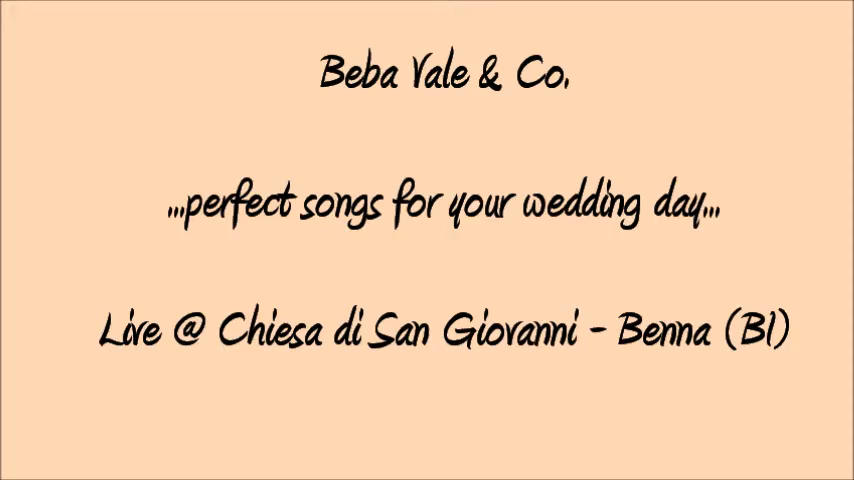 Beba Vale & Co.
...perfect songs for your wedding day...
Live @ Chiesa di San Giovanni - Benna (BI)